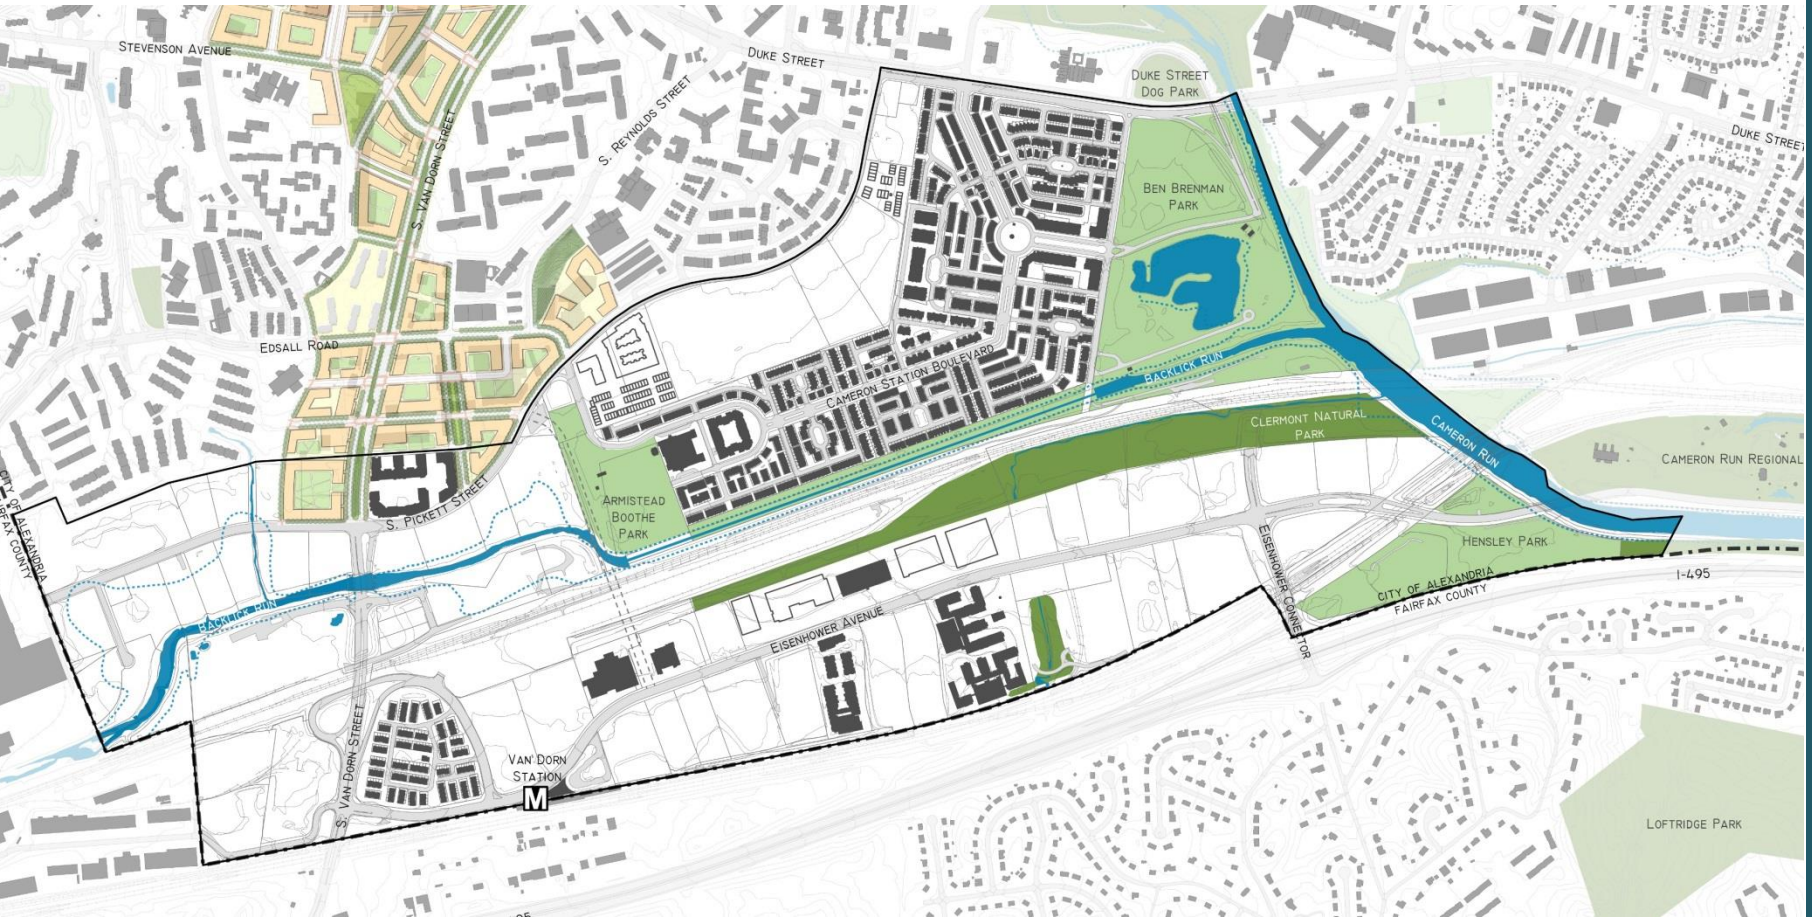 STEVENSON AVENUE
DUKE STREET
DUKE STREET
DOG PARK
DUKE STREET
S. REYNOLDS STREET
S. VAN DORN STREET
BEN BRENMAN
PARK
EDSALL ROAD
CAMERON STATION BOULEVARD
BACKLICK RUN
CLERMONT NATURAL
PARK
CAMERON RUN
CAMERON RUN REGIONAL
CITY OF ALEXANDRIA
FAIRFAX COUNTY
S. PICKETT STREET
ARMISTEAD
BOOTHE
PARK
HENSLEY PARK
EISENHOWER CONNECTOR
CITY OF ALEXANDRIA
FAIRFAX COUNTY
I-495
BACKLICK RUN
EISENHOWER AVENUE
S. VAN DORN STREET
VAN DORN
STATION
M
LOFTRIDGE PARK